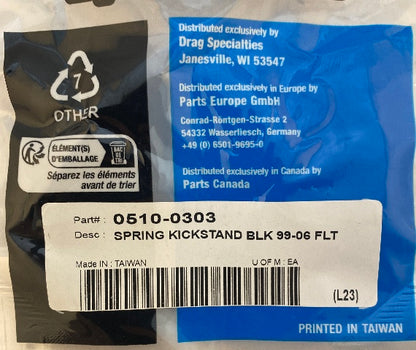 Distributed exclusively by
Drag Specialties
Janesville, WI 53547
Distributed exclusively in Europe by
Parts Europe GmbH
Conrad-Röntgen-Strasse 2
54332 Wasserliesch, Germany
+49 (0) 6501-9695-0
Distributed exclusively in Canada by
Parts Canada
7
OTHER
ÉLÉMENT(S)
D'EMBALLAGE
BAC
DE
TRI
Séparez les éléments
avant de trier
Part# : 0510-0303
Desc : SPRING KICKSTAND BLK 99-06 FLT
Made IN : TAIWAN U OF M : EA
(L23)
PRINTED IN TAIWAN